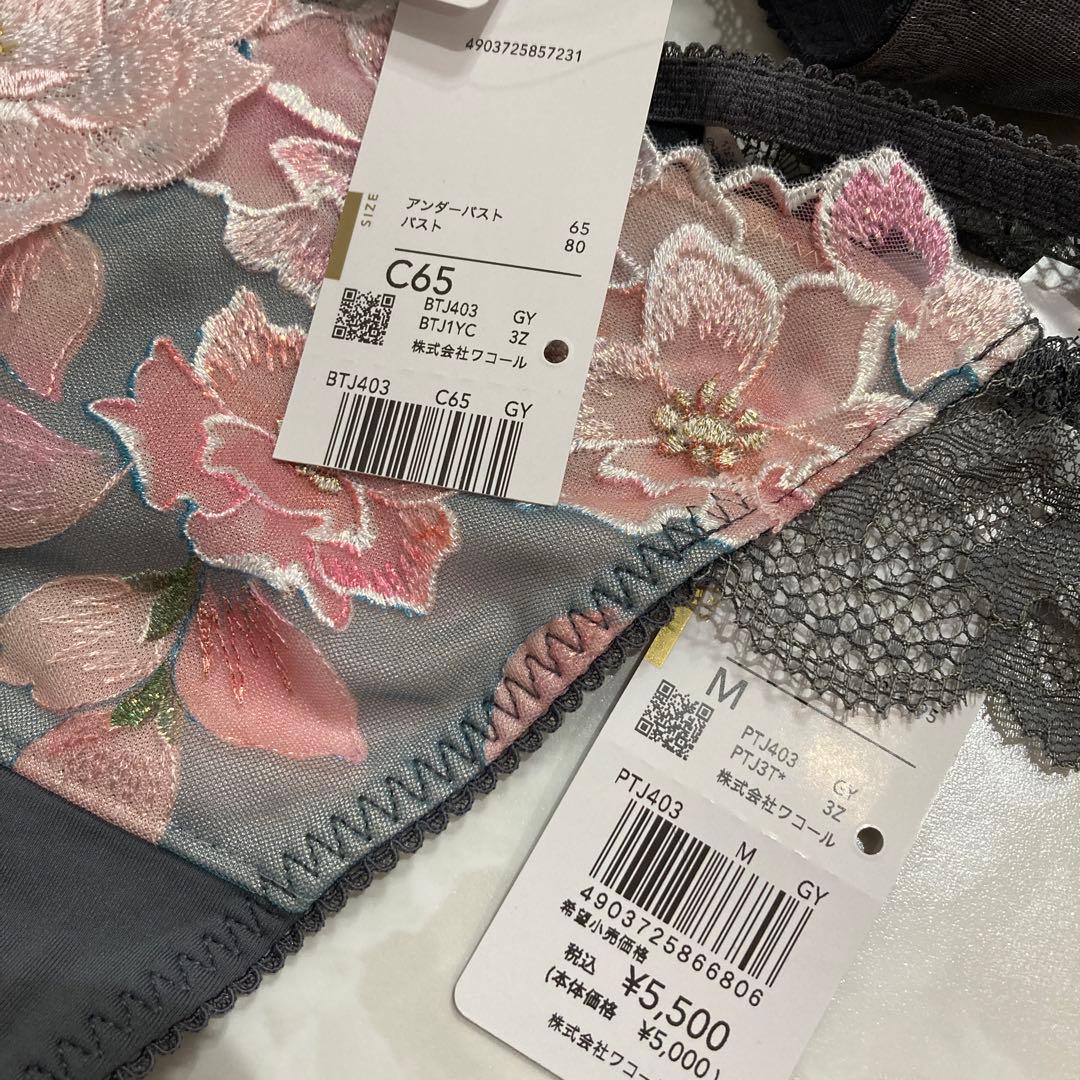 4903725857231
SIZE
アンダーバスト 65
バスト 80
C65
BTJ403 GY
BTJ1YC 3Z
株式会社ワコール
BTJ403 C65 GY
M
PTJ403 GY
PTJ3T* 3Z
株式会社ワコール
PTJ403 M GY
4903725866806
希望小売価格
税込 ¥5,500
(本体価格 ¥5,000)
株式会社ワコール